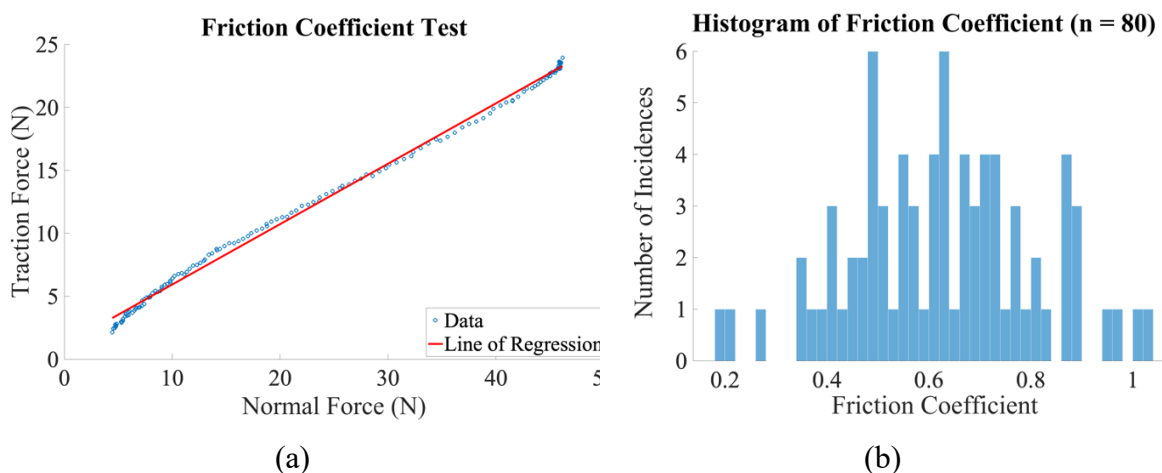 Friction Coefficient Test
25
20
15
10
5
0
Traction Force (N)
0 10 20 30 40 5
Normal Force (N)
Data
Line of Regression
(a)
Histogram of Friction Coefficient (n = 80)
6
5
4
3
2
1
0
Number of Incidences
0.2 0.4 0.6 0.8 1
Friction Coefficient
(b)